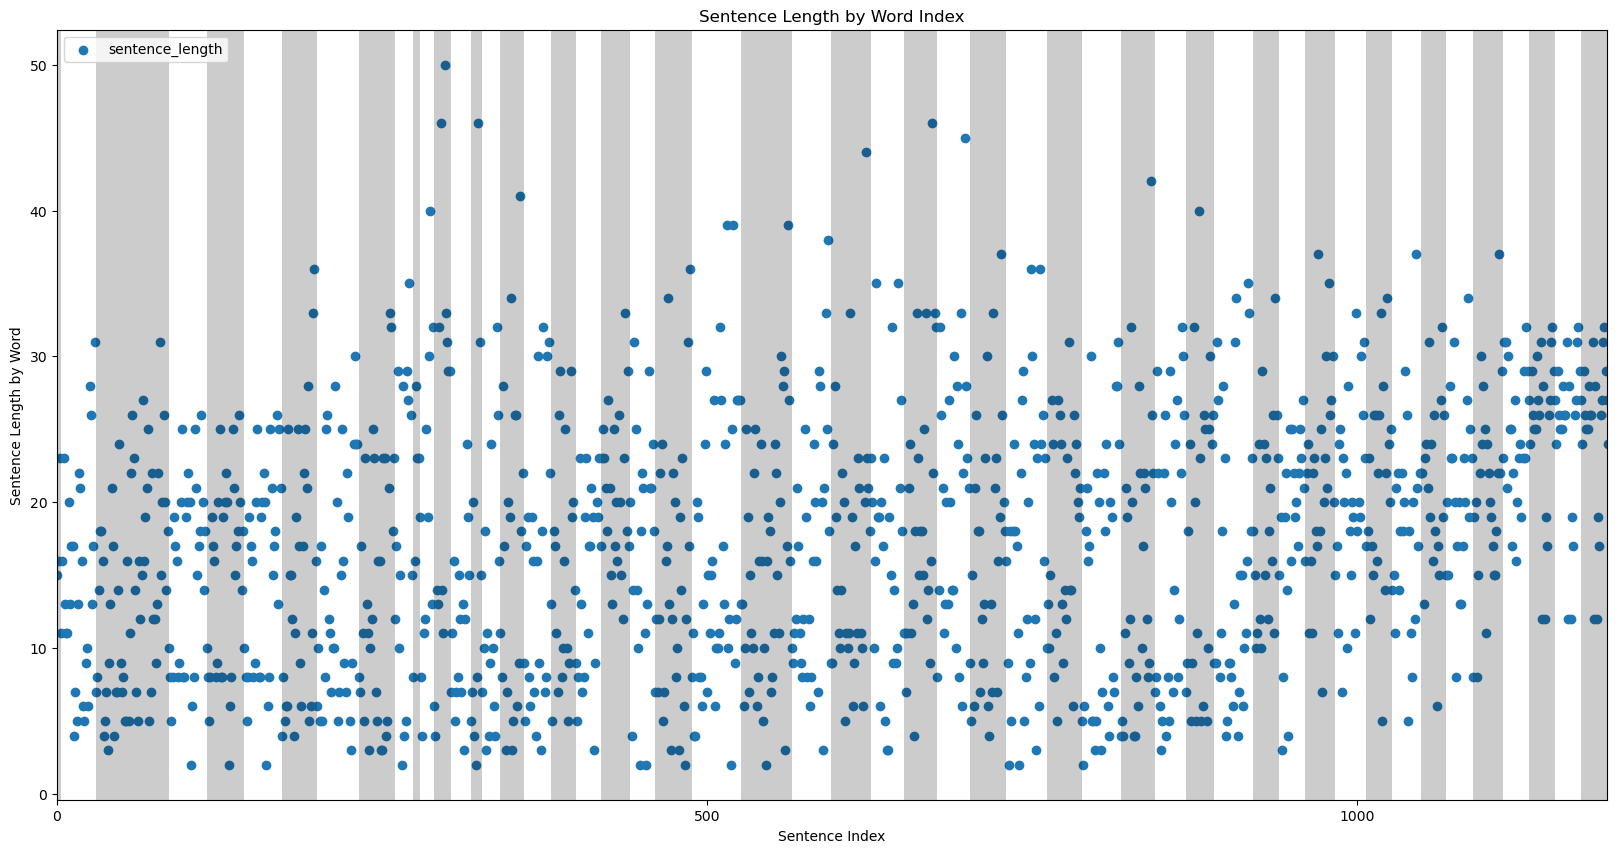 Sentence Length by Word Index
sentence_length
Sentence Length by Word
50
40
30
20
10
0
0
500
1000
Sentence Index